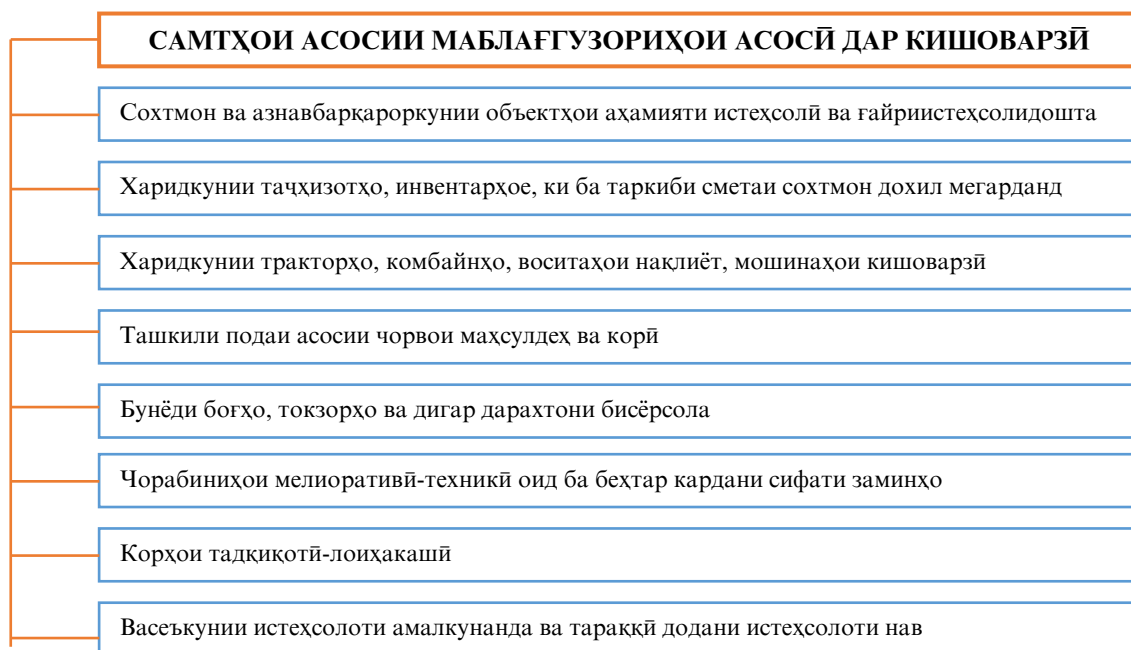 САМТҲОИ АСОСИИ МАБЛАҒГУЗОРИҲОИ АСОСӢ ДАР КИШОВАРЗӢ
Сохтмон ва азнавбарқароркунии объектҳои аҳамияти истеҳсолӣ ва ғайриистеҳсолидошта
Харидкунии таҷҳизотҳо, инвентарҳое, ки ба таркиби сметаи сохтмон дохил мегарданд
Харидкунии тракторҳо, комбайнҳо, воситаҳои нақлиёт, мошинаҳои кишоварзӣ
Ташкили подаи асосии чорвои маҳсулдеҳ ва корӣ
Бунёди боғҳо, токзорҳо ва дигар дарахтони бисёрсола
Чорабиниҳои мелиоративӣ-техникӣ оид ба беҳтар кардани сифати заминҳо
Корҳои тадқиқотӣ-лоиҳакашӣ
Васеъкунии истеҳсолоти амалкунанда ва тараққӣ додани истеҳсолоти нав